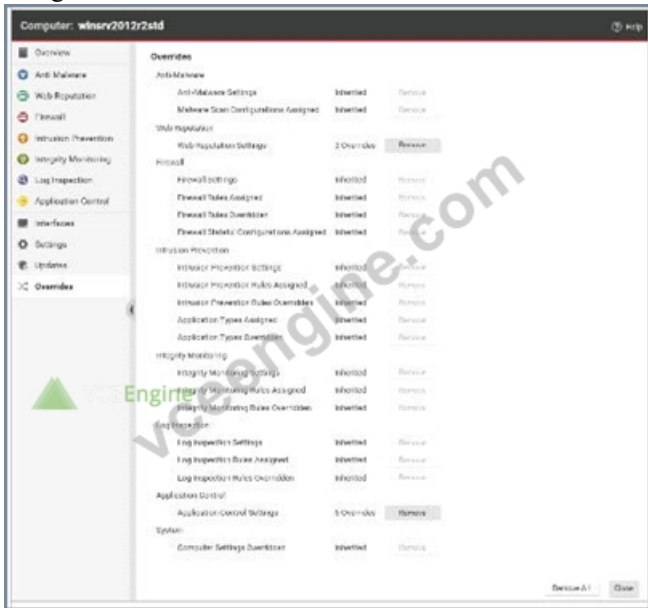 Computer: winsrv2012r2std
Help
Overview
Anti-Malware
Web Reputation
Firewall
Intrusion Prevention
Integrity Monitoring
Log Inspection
Application Control
Interfaces
Settings
Updates
Overrides
Overrides
Anti-Malware
Anti-Malware Settings Inherited Remove
Malware Scan Configurations Assigned Inherited Remove
Web Reputation
Web Reputation Settings 2 Overrides Remove
Firewall
Firewall Settings Inherited Remove
Firewall Rules Assigned Inherited Remove
Firewall Rules Overridden Inherited Remove
Firewall Stateful Configurations Assigned Inherited Remove
Intrusion Prevention
Intrusion Prevention Settings Inherited Remove
Intrusion Prevention Rules Assigned Inherited Remove
Intrusion Prevention Rules Overridden Inherited Remove
Application Types Assigned Inherited Remove
Application Types Overridden Inherited Remove
Integrity Monitoring
Integrity Monitoring Settings Inherited Remove
Integrity Monitoring Rules Assigned Inherited Remove
Integrity Monitoring Rules Overridden Inherited Remove
Log Inspection
Log Inspection Settings Inherited Remove
Log Inspection Rules Assigned Inherited Remove
Log Inspection Rules Overridden Inherited Remove
Application Control
Application Control Settings 5 Overrides Remove
System
Computer Settings Overridden Inherited Remove
Remove All Close
VCEEngine
vceengine.com